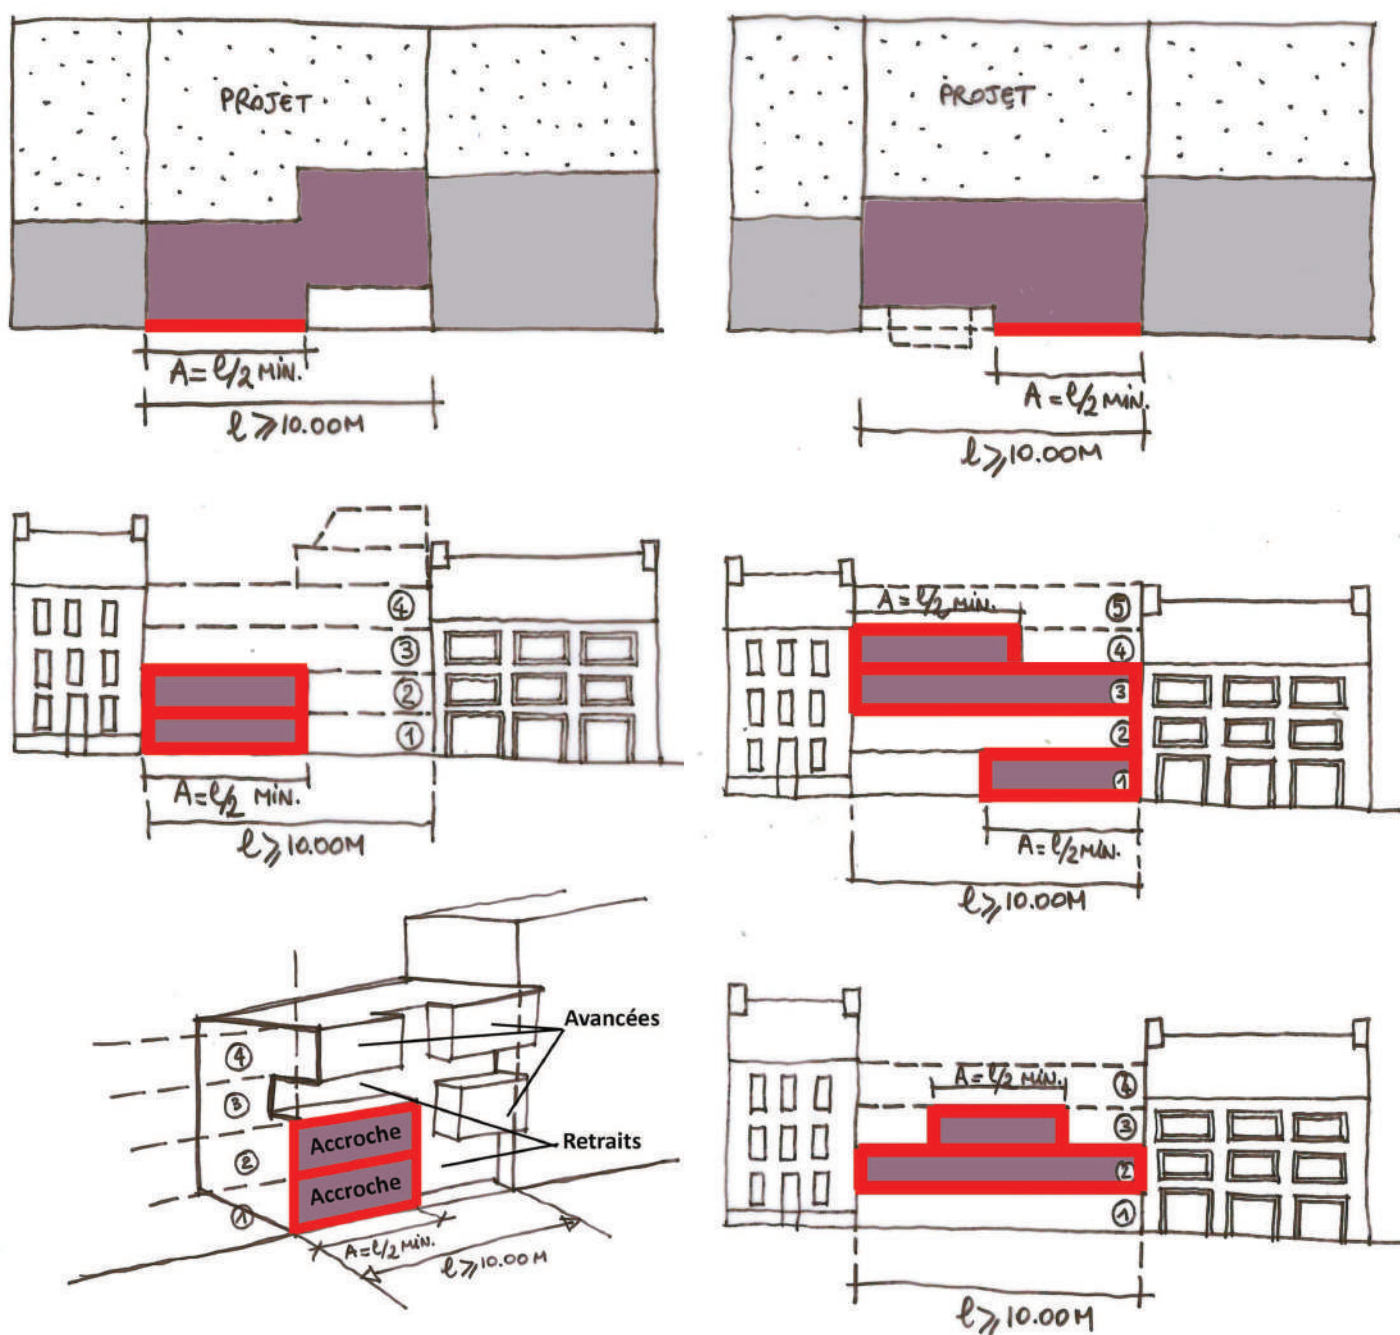 PROJET
A = ℓ/2 MIN.
ℓ ⩾ 10.00M
PROJET
A = ℓ/2 MIN.
ℓ ⩾ 10.00M
④
③
②
①
A = ℓ/2 MIN.
ℓ ⩾ 10.00M
A = ℓ/2 MIN.
⑤
④
③
②
①
A = ℓ/2 MIN.
ℓ ⩾ 10.00M
Avancées
④
③
Accroche
Retraits
②
Accroche
①
A = ℓ/2 MIN.
ℓ ⩾ 10.00M
A = ℓ/2 MIN.
④
③
②
①
ℓ ⩾ 10.00M